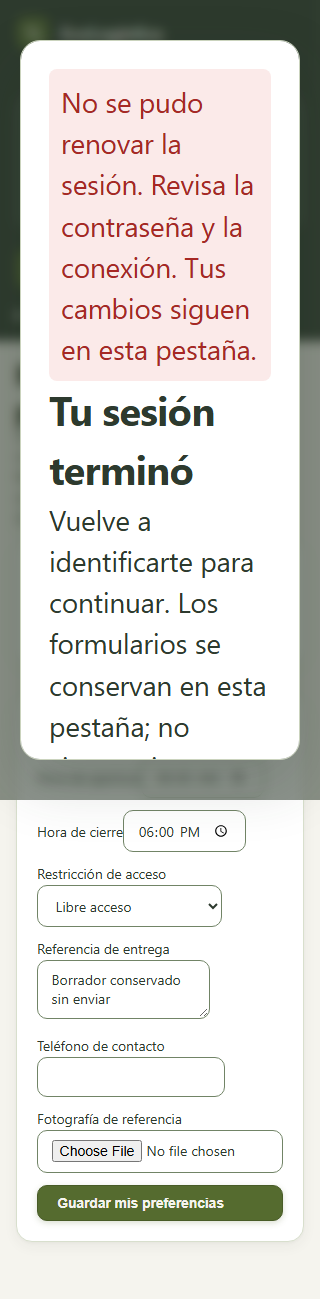 No se pudo
renovar la
sesión. Revisa la
contraseña y la
conexión. Tus
cambios siguen
en esta pestaña.
Tu sesión
terminó
Vuelve a
identificarte para
continuar. Los
formularios se
conservan en esta
pestaña; no
Hora de cierre 06:00 PM
Restricción de acceso
Libre acceso
Referencia de entrega
Borrador conservado
sin enviar
Teléfono de contacto
Fotografía de referencia
Choose File No file chosen
Guardar mis preferencias